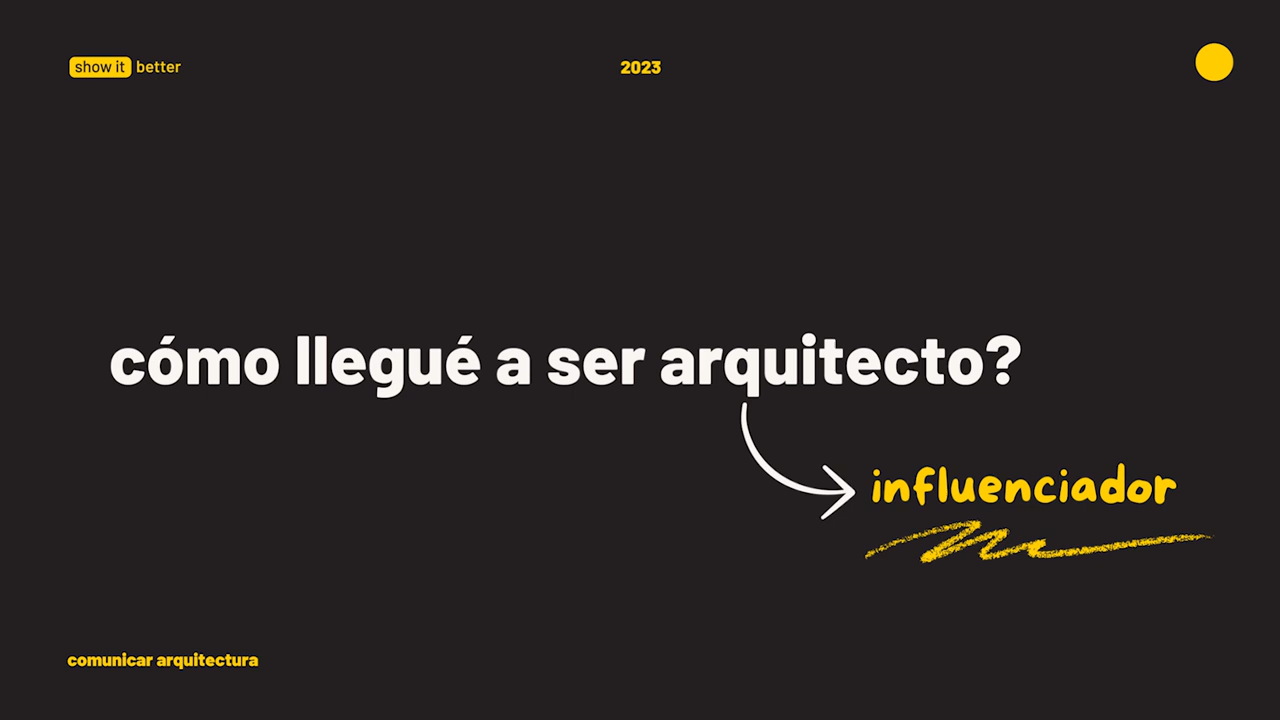 show it better
2023
cómo llegué a ser arquitecto?
influenciador
comunicar arquitectura